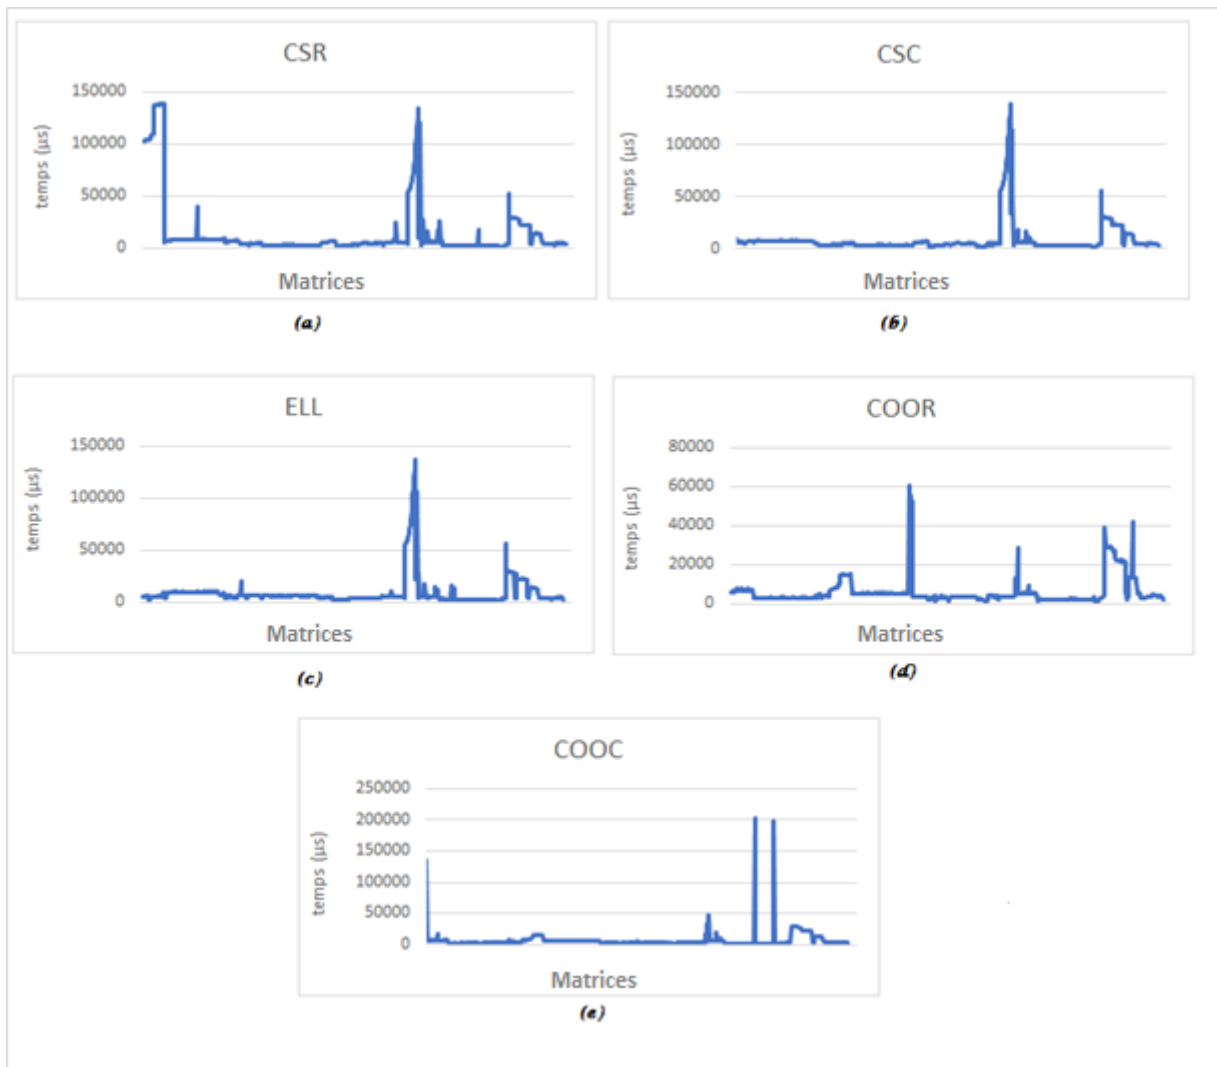 CSR
150000
100000
50000
0
temps (µs)
Matrices
(a)
CSC
150000
100000
50000
0
temps (µs)
Matrices
(b)
ELL
150000
100000
50000
0
temps (µs)
Matrices
(c)
COOR
80000
60000
40000
20000
0
temps (µs)
Matrices
(d)
COOC
250000
200000
150000
100000
50000
0
temps (µs)
Matrices
(e)